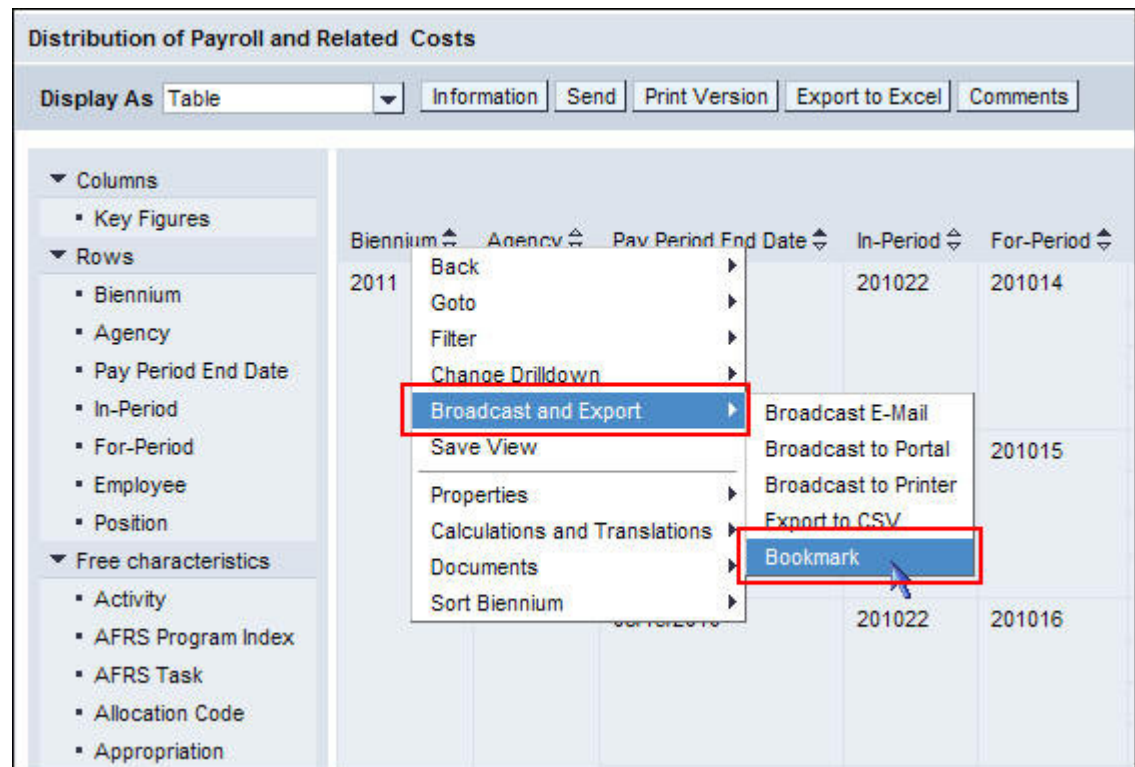 Distribution of Payroll and Related Costs
Display As Table Information Send Print Version Export to Excel Comments
Columns
Key Figures
Rows
Biennium
Agency
Pay Period End Date
In-Period
For-Period
Employee
Position
Free characteristics
Activity
AFRS Program Index
AFRS Task
Allocation Code
Appropriation
Biennium Agency Pay Period End Date In-Period For-Period
2011 201022 201014
201015
201022 201016
Back
Goto
Filter
Change Drilldown
Broadcast and Export
Save View
Properties
Calculations and Translations
Documents
Sort Biennium
Broadcast E-Mail
Broadcast to Portal
Broadcast to Printer
Export to CSV
Bookmark